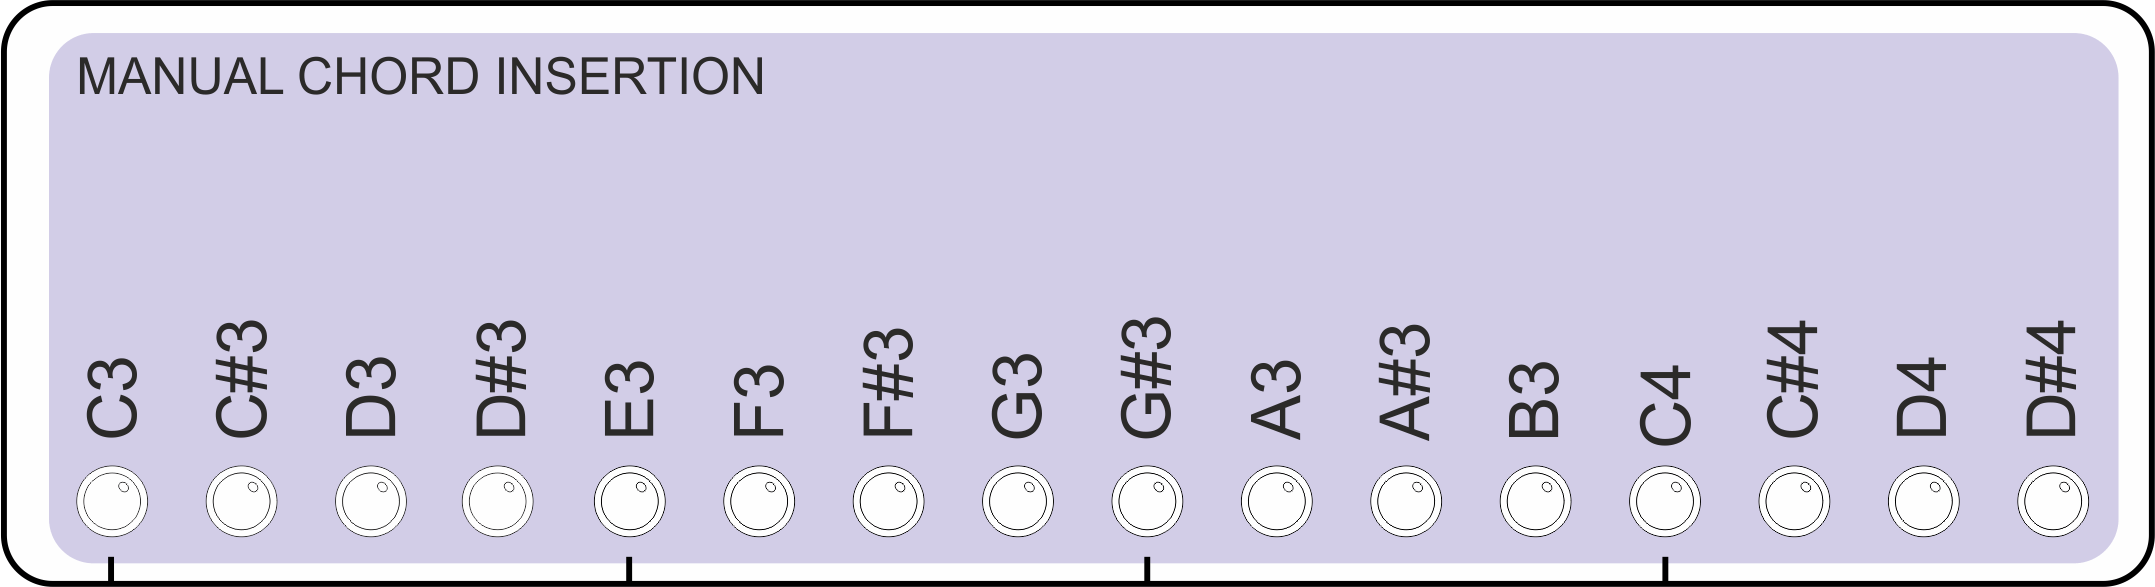 MANUAL CHORD INSERTION
C3 C#3 D3 D#3 E3 F3 F#3 G3 G#3 A3 A#3 B3 C4 C#4 D4 D#4